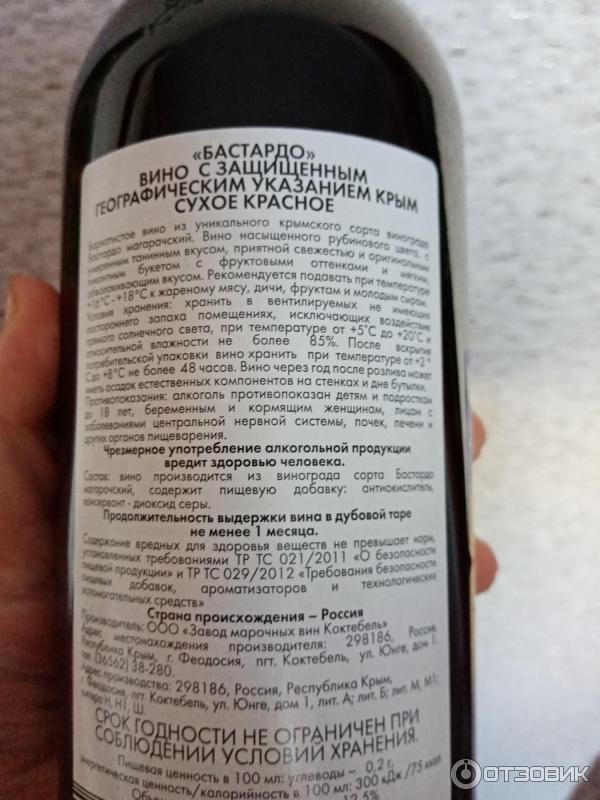 «БАСТАРДО»
ВИНО С ЗАЩИЩЕННЫМ
ГЕОГРАФИЧЕСКИМ УКАЗАНИЕМ КРЫМ
СУХОЕ КРАСНОЕ
Бархатистое вино из уникального крымского сорта винограда
Бастардо магарачский. Вино насыщенного рубинового цвета, с
умеренным танинным вкусом, приятной свежестью и оригинальным
пикантным букетом с фруктовыми оттенками и мягким,
обволакивающим вкусом. Рекомендуется подавать при температуре
+16°С - +18°С к жареному мясу, дичи, фруктам и молодым сырам.
Условия хранения: хранить в вентилируемых не имеющих
постороннего запаха помещениях, исключающих воздействие
прямого солнечного света, при температуре от +5°С до +20°С и
относительной влажности не более 85%. После вскрытия
потребительской упаковки вино хранить при температуре от +2 °
С до +8°С не более 48 часов. Вино через год после розлива может
иметь осадок естественных компонентов на стенках и дне бутылки.
Противопоказания: алкоголь противопоказан детям и подросткам
до 18 лет, беременным и кормящим женщинам, лицам с
заболеваниями центральной нервной системы, почек, печени и
других органов пищеварения.
Чрезмерное употребление алкогольной продукции
вредит здоровью человека.
Состав: вино производится из винограда сорта Бастардо
магарачский, содержит пищевую добавку: антиокислитель,
консервант - диоксид серы.
Продолжительность выдержки вина в дубовой таре
не менее 1 месяца.
Содержание вредных для здоровья веществ не превышает норм,
установленных требованиями ТР ТС 021/2011 «О безопасности
пищевой продукции» и ТР ТС 029/2012 «Требования безопасности
пищевых добавок, ароматизаторов и технологических
вспомогательных средств»
Страна происхождения – Россия
Производитель: ООО «Завод марочных вин Коктебель»
Адрес местонахождения производителя: 298186, Россия,
Республика Крым, г. Феодосия, пгт. Коктебель, ул. Юнге, дом 1.
тел. (36562) 38-280.
Адрес производства: 298186, Россия, Республика Крым,
г. Феодосия, пгт Коктебель, ул. Юнге, дом 1, лит. А; лит. Б; лит. М, М1;
литера Н, Н1, Ш.
СРОК ГОДНОСТИ НЕ ОГРАНИЧЕН ПРИ
СОБЛЮДЕНИИ УСЛОВИЙ ХРАНЕНИЯ.
Пищевая ценность в 100 мл: углеводы – 0,2 г,
энергетическая ценность/калорийность в 100 мл: 300 кДж /75 ккал
12,5%
ОТЗОВИК